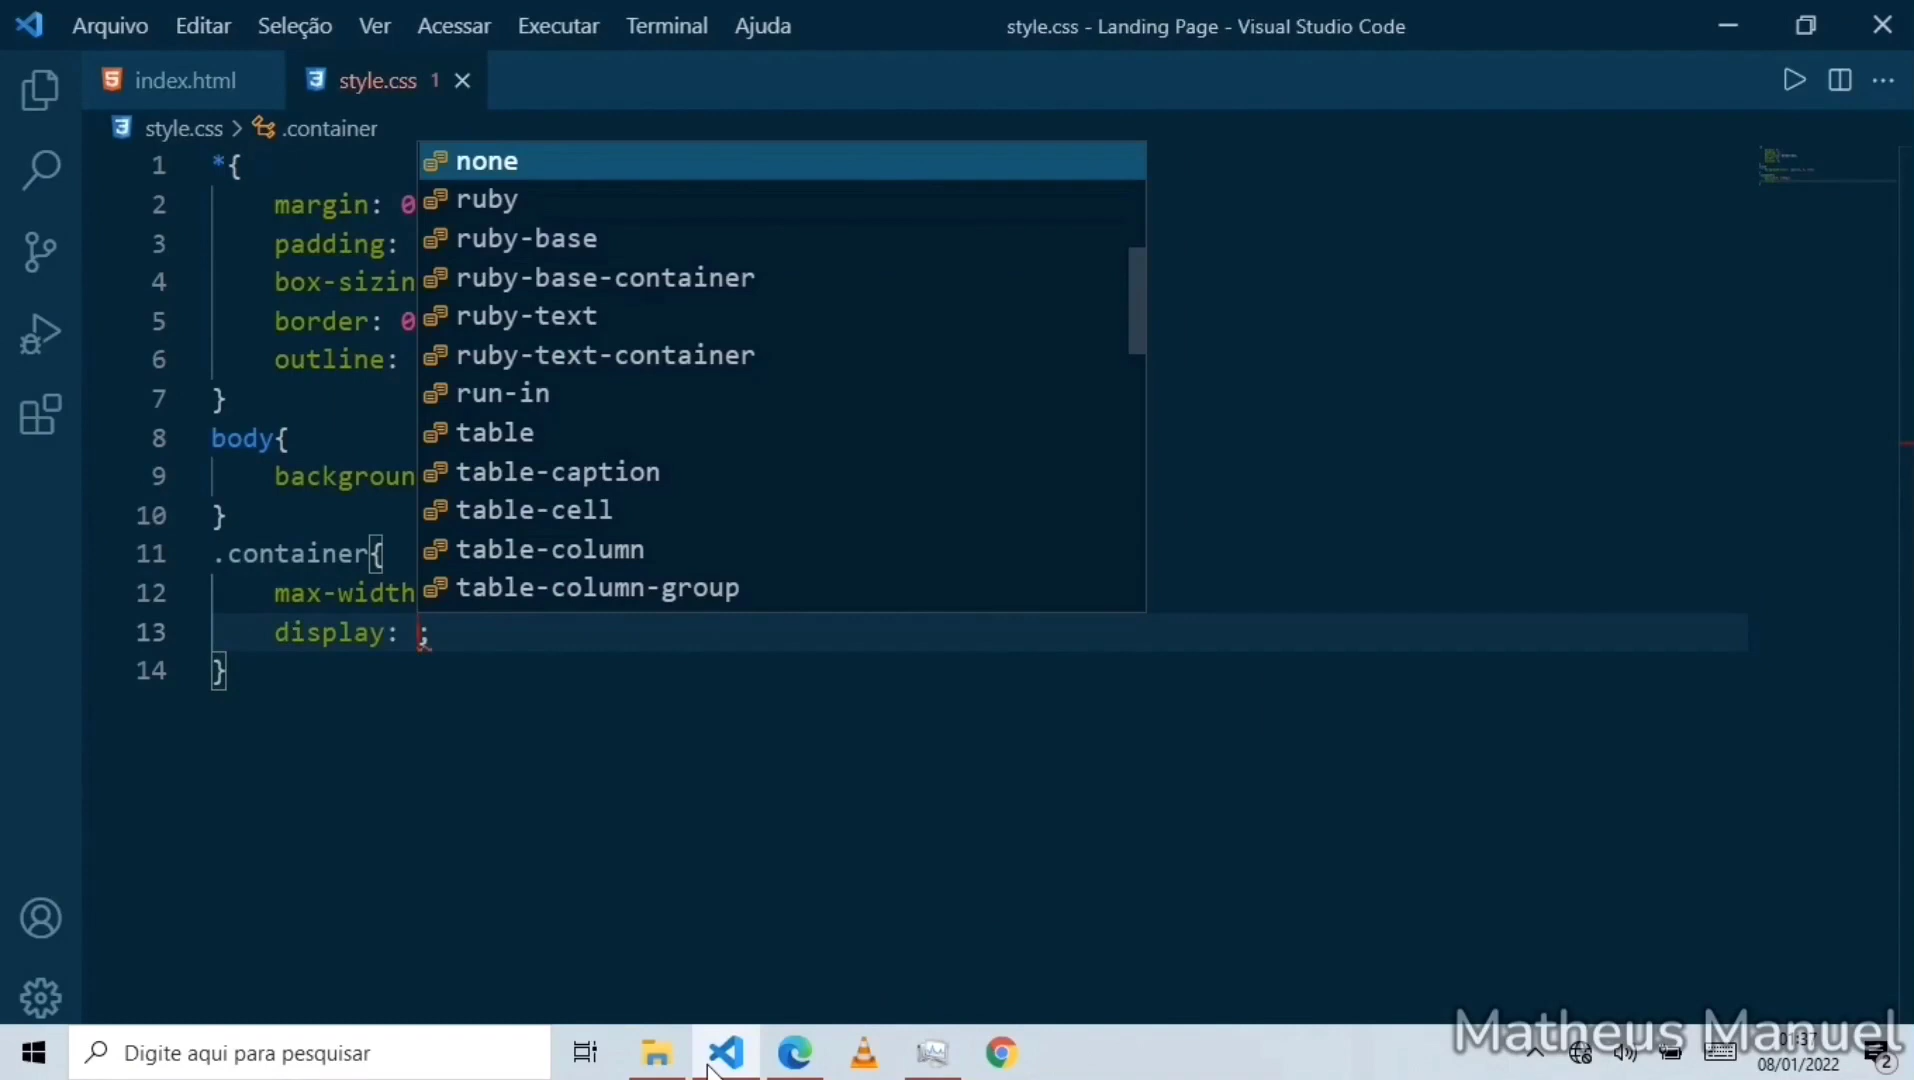 Arquivo Editar Seleção Ver Acessar Executar Terminal Ajuda style.css - Landing Page - Visual Studio Code
index.html style.css 1
style.css > .container
1 *{
2 margin: 0
3 padding:
4 box-sizin
5 border: 0
6 outline:
7 }
8 body{
9 backgroun
10 }
11 .container{
12 max-width
13 display: ;
14 }
none
ruby
ruby-base
ruby-base-container
ruby-text
ruby-text-container
run-in
table
table-caption
table-cell
table-column
table-column-group
Matheus Manuel
Digite aqui para pesquisar
01:37
08/01/2022
2